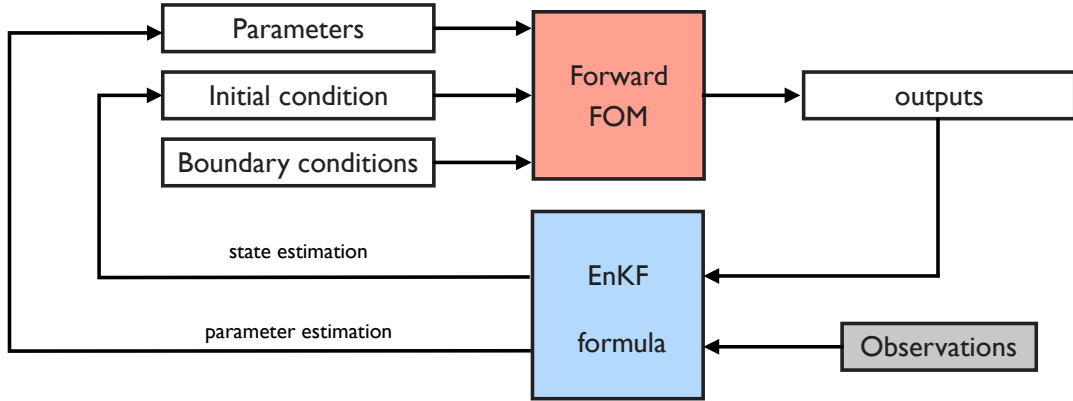 Parameters
Initial condition
Boundary conditions
Forward
FOM
outputs
state estimation
parameter estimation
EnKF
formula
Observations